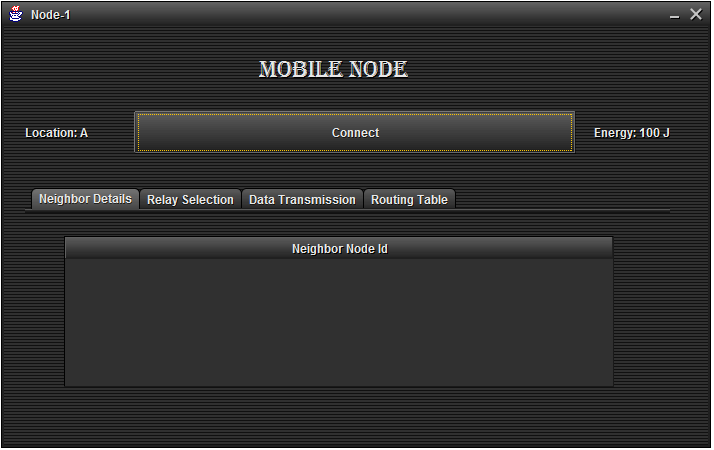 Node-1
MOBILE NODE
Location: A Connect Energy: 100 J
Neighbor Details Relay Selection Data Transmission Routing Table
Neighbor Node Id